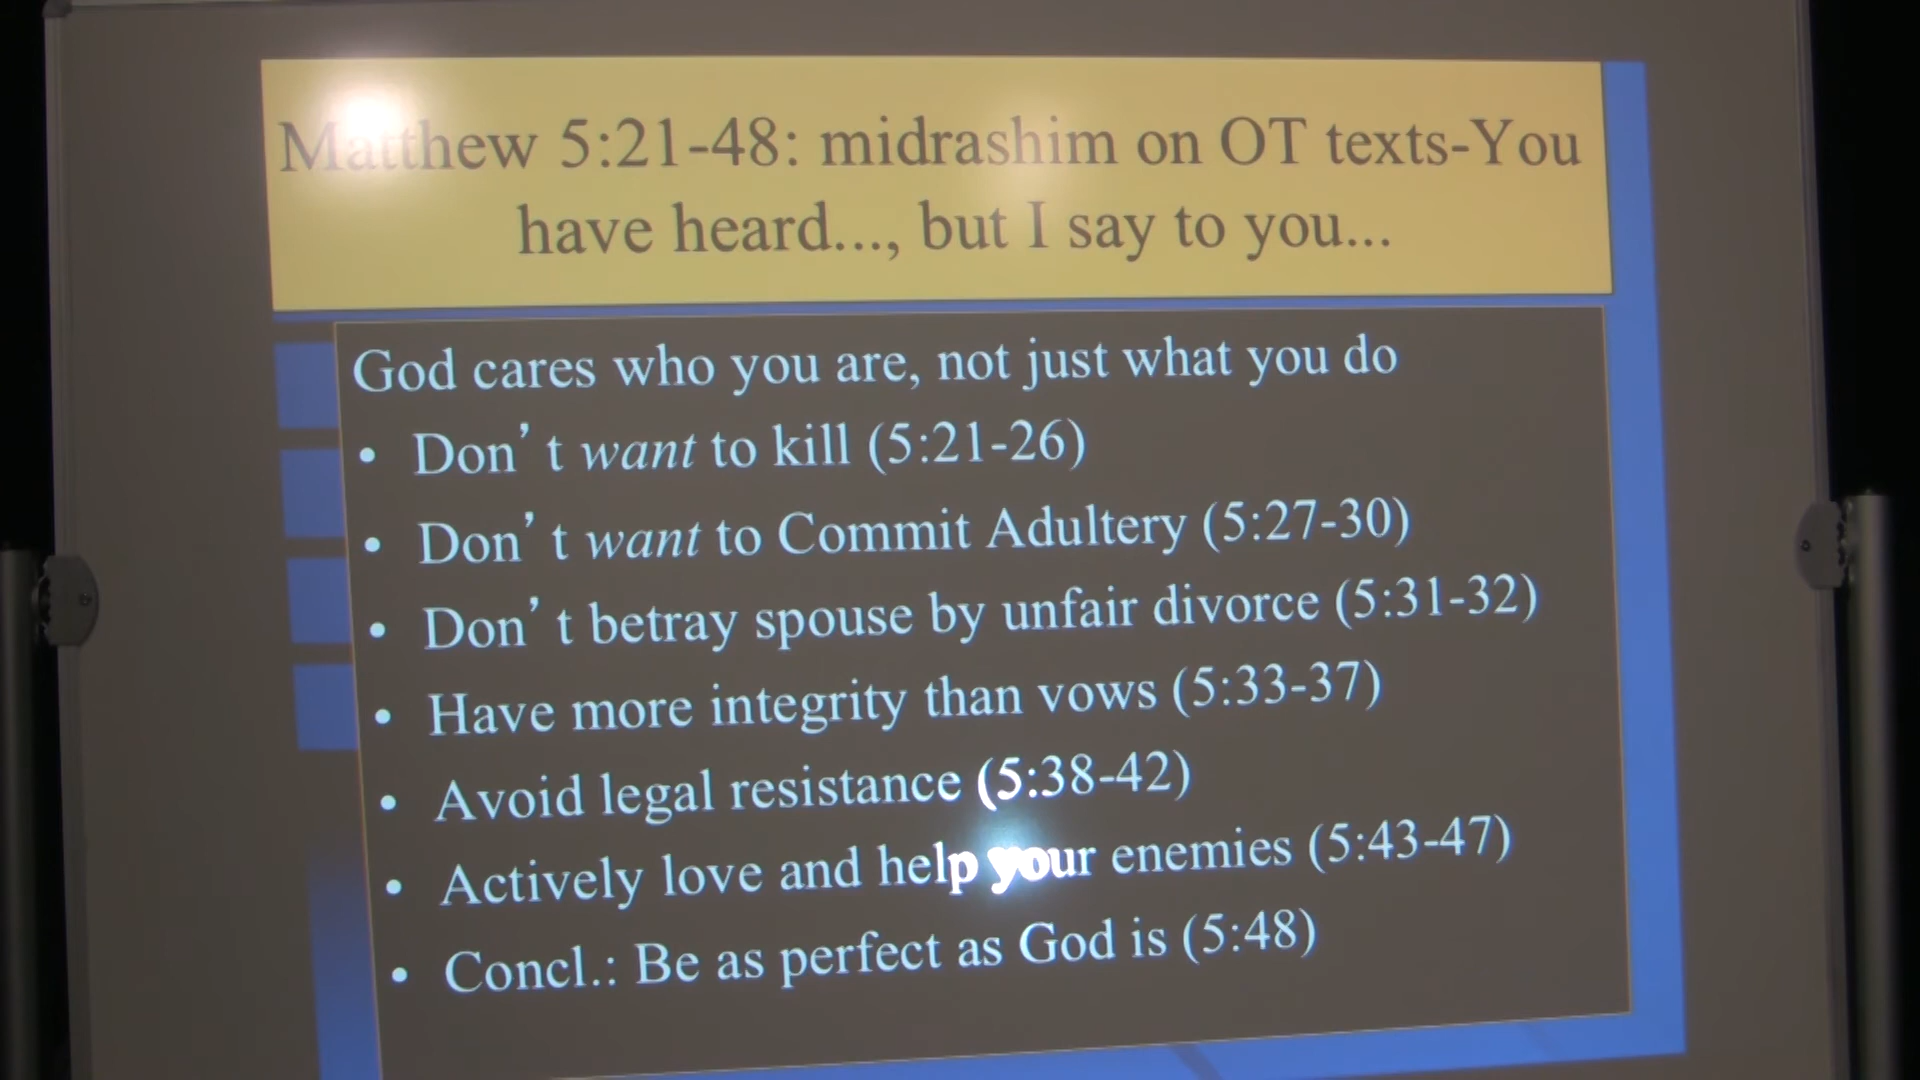 Matthew 5:21-48: midrashim on OT texts-You
have heard..., but I say to you...
God cares who you are, not just what you do
• Don't want to kill (5:21-26)
• Don't want to Commit Adultery (5:27-30)
• Don't betray spouse by unfair divorce (5:31-32)
• Have more integrity than vows (5:33-37)
• Avoid legal resistance (5:38-42)
• Actively love and help your enemies (5:43-47)
• Concl.: Be as perfect as God is (5:48)